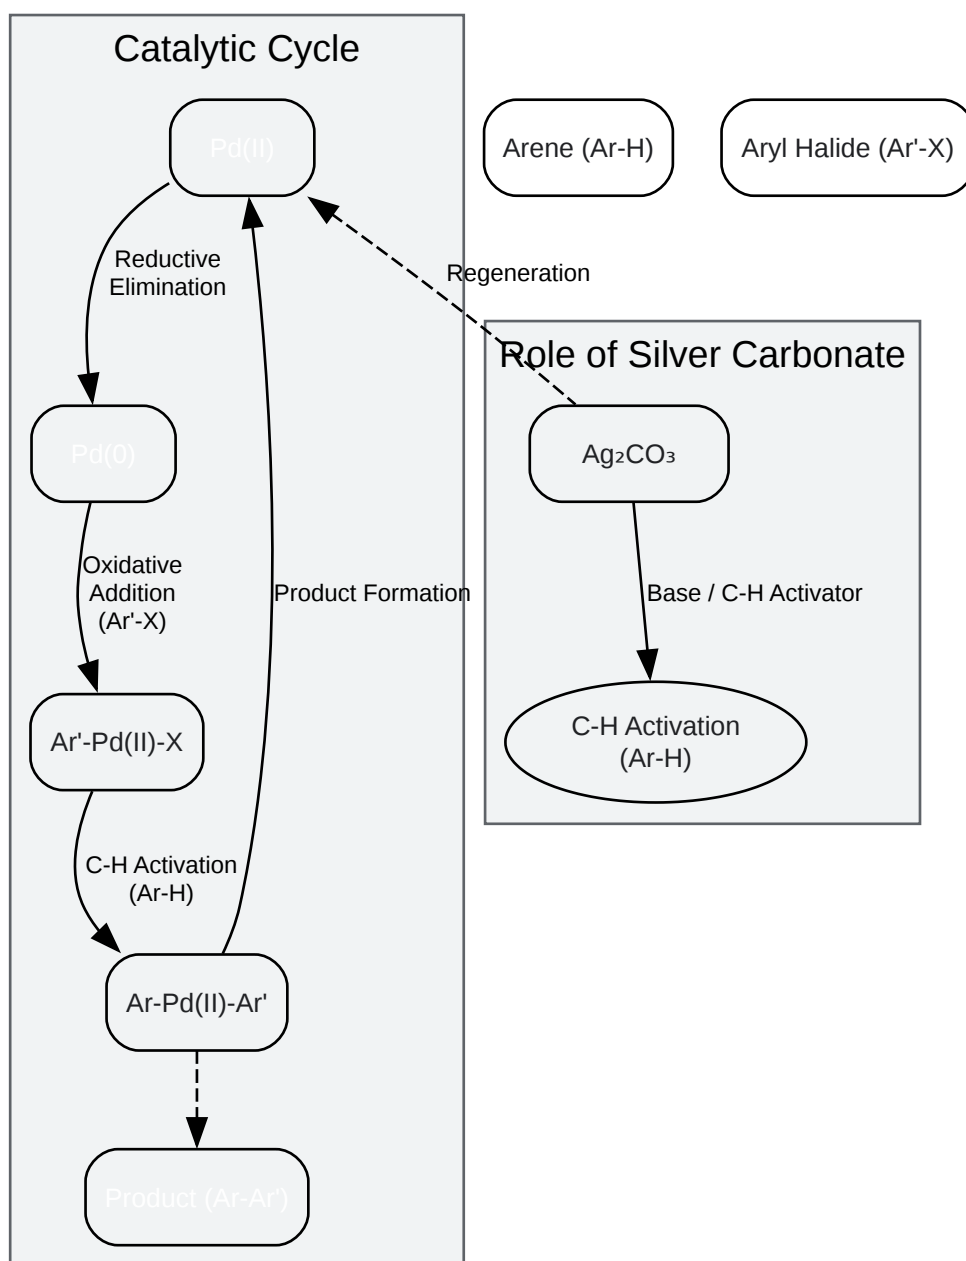 Catalytic Cycle
Pd(II)
Arene (Ar-H)
Aryl Halide (Ar'-X)
Reductive
Elimination
Regeneration
Role of Silver Carbonate
Pd(0)
Ag₂CO₃
Oxidative
Addition
(Ar'-X)
Product Formation
Base / C-H Activator
Ar'-Pd(II)-X
C-H Activation
(Ar-H)
C-H Activation
(Ar-H)
Ar-Pd(II)-Ar'
Product (Ar-Ar')